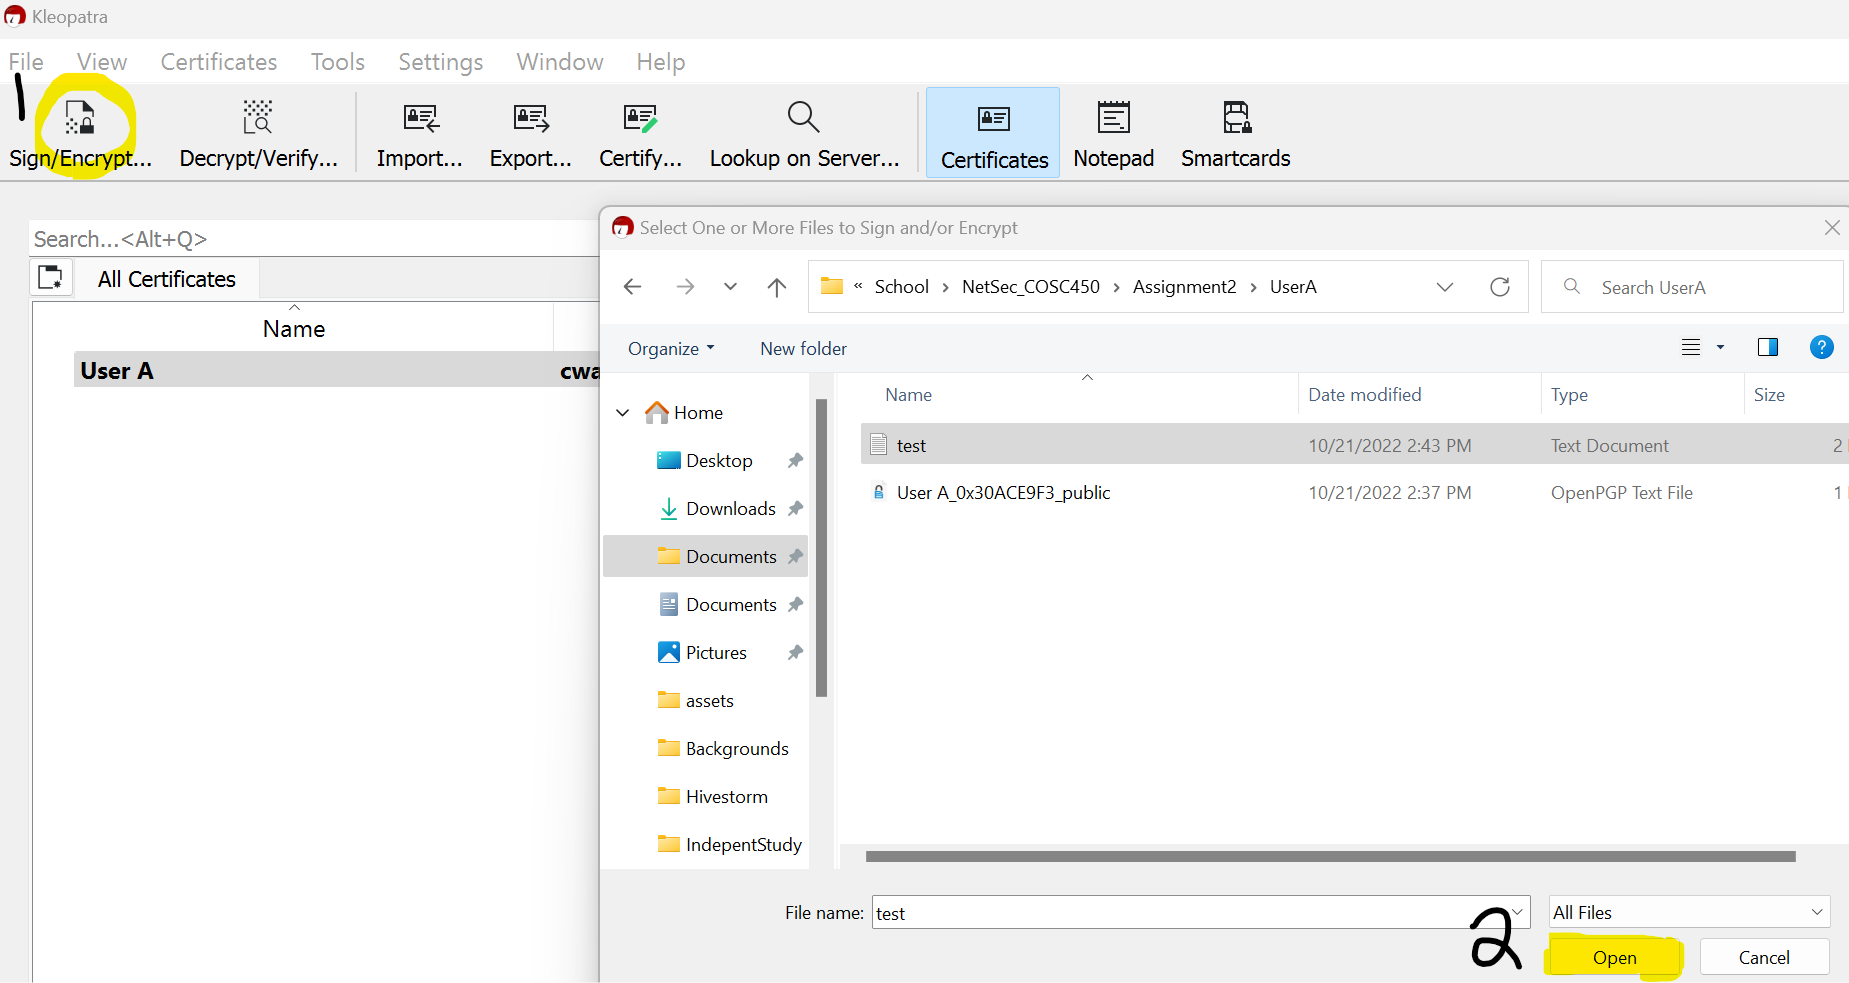 Kleopatra
File View Certificates Tools Settings Window Help
1
Sign/Encrypt... Decrypt/Verify... Import... Export... Certify... Lookup on Server... Certificates Notepad Smartcards
Search...<Alt+Q>
All Certificates
Name
User A cwa
Select One or More Files to Sign and/or Encrypt
« School › NetSec_COSC450 › Assignment2 › UserA
Search UserA
Organize New folder
?
Home
Desktop
Downloads
Documents
Documents
Pictures
assets
Backgrounds
Hivestorm
IndepentStudy
Name Date modified Type Size
test 10/21/2022 2:43 PM Text Document 2
User A_0x30ACE9F3_public 10/21/2022 2:37 PM OpenPGP Text File 1
File name: test All Files
2
Open Cancel